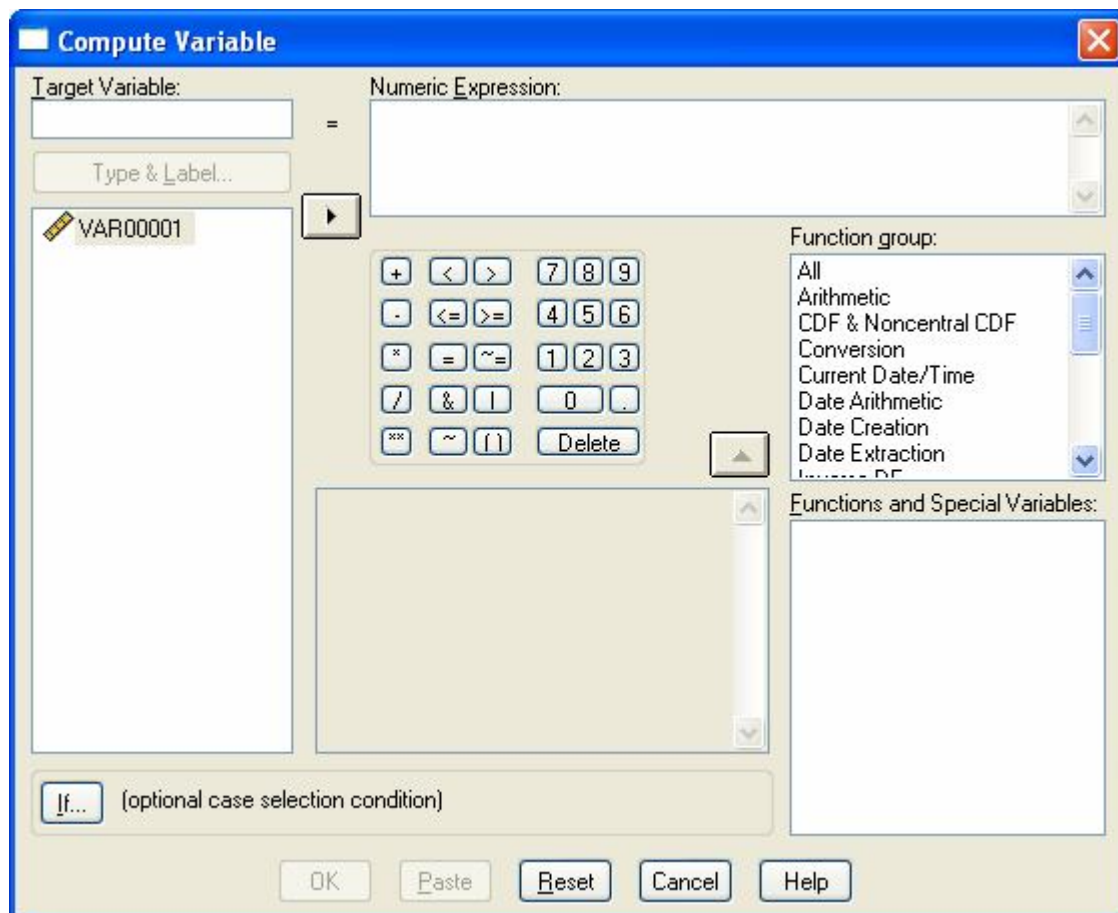 Compute Variable
Target Variable:
Numeric Expression:
=
Type & Label...
VAR00001
Function group:
+ < > 7 8 9
All
- <= >= 4 5 6
Arithmetic
CDF & Noncentral CDF
* = ~= 1 2 3
Conversion
Current Date/Time
/ & | 0 .
Date Arithmetic
Date Creation
** ~ () Delete
Date Extraction
Functions and Special Variables:
If... (optional case selection condition)
OK Paste Reset Cancel Help